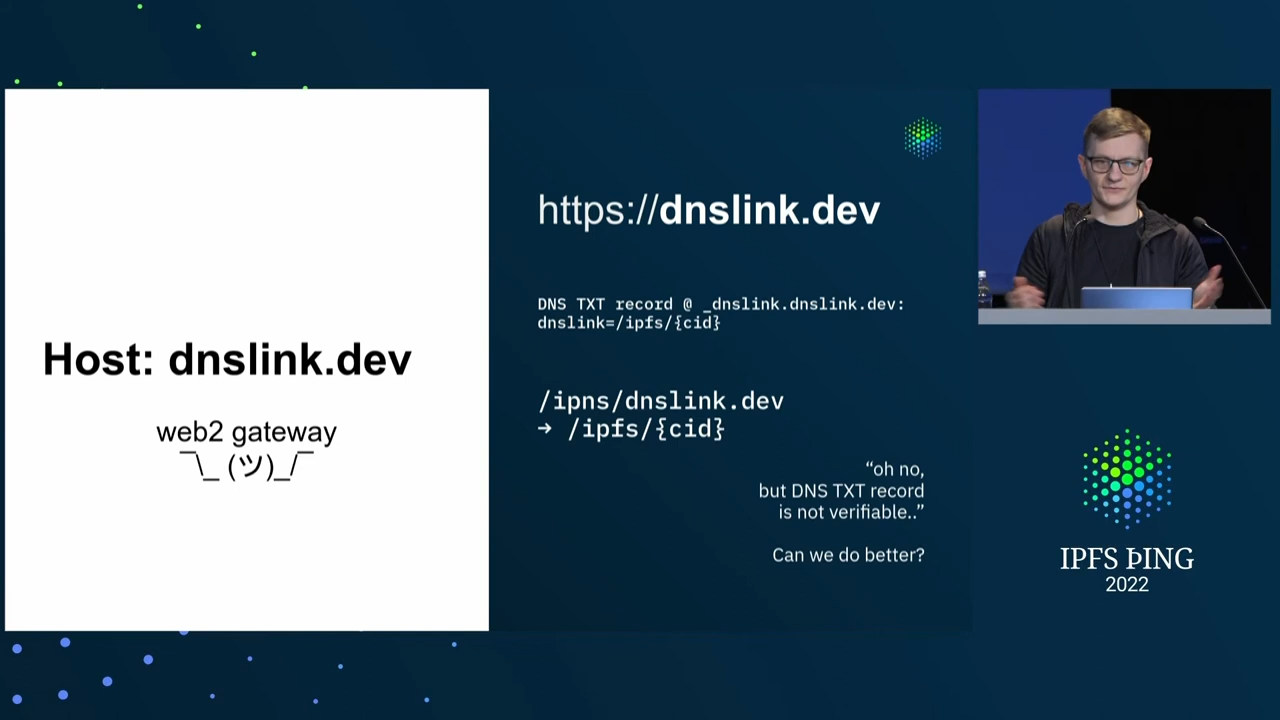 Host: dnslink.dev
web2 gateway
¯\_ (ツ)_/¯
https://dnslink.dev
DNS TXT record @ _dnslink.dnslink.dev:
dnslink=/ipfs/{cid}
/ipns/dnslink.dev
→ /ipfs/{cid}
“oh no,
but DNS TXT record
is not verifiable..”
Can we do better?
IPFS ÞING
2022